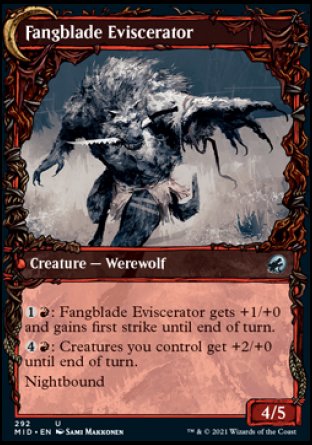 Fangblade Eviscerator
Creature — Werewolf
1: Fangblade Eviscerator gets +1/+0
and gains first strike until end of turn.
4: Creatures you control get +2/+0
until end of turn.
Nightbound
4/5
292 U
MID • EN Sami Makkonen
™ & © 2021 Wizards of the Coast